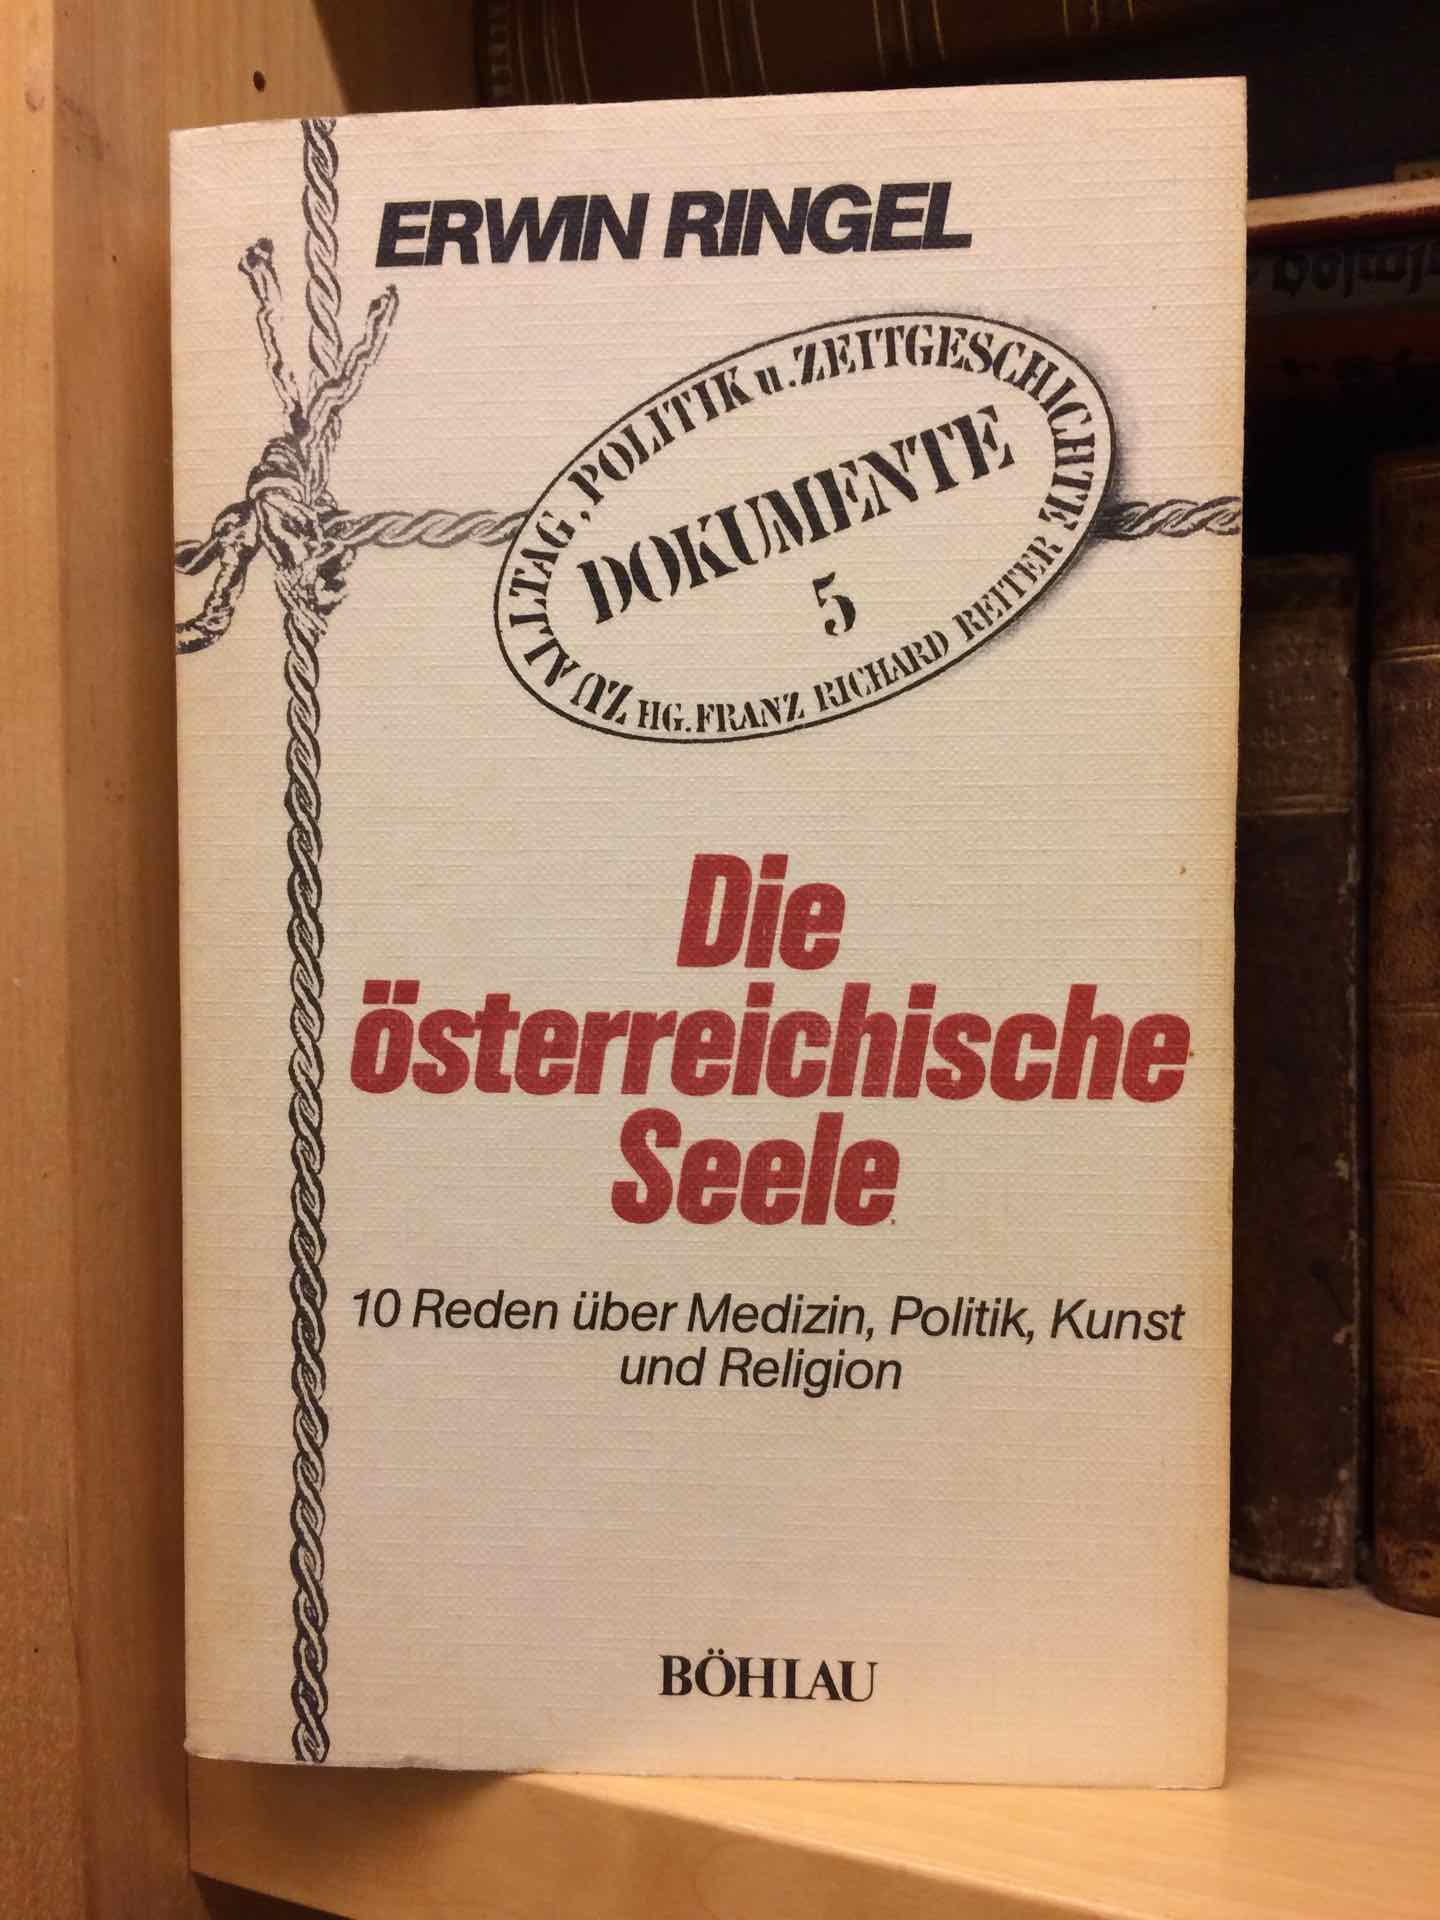 ERWIN RINGEL
ZU ALLTAG, POLITIK u. ZEITGESCHICHTE
DOKUMENTE
5
HG. FRANZ RICHARD REITER
Die
österreichische
Seele.
10 Reden über Medizin, Politik, Kunst
und Religion
BÖHLAU